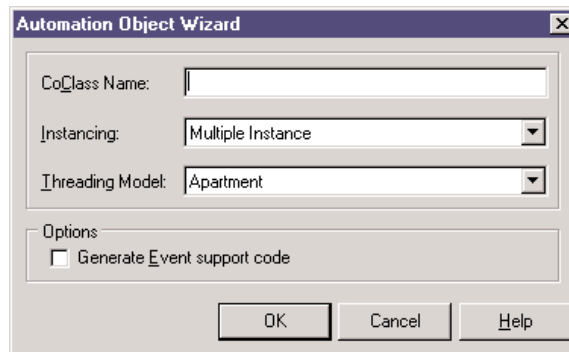 Automation Object Wizard
CoClass Name:
Instancing: Multiple Instance
Threading Model: Apartment
Options
Generate Event support code
OK Cancel Help